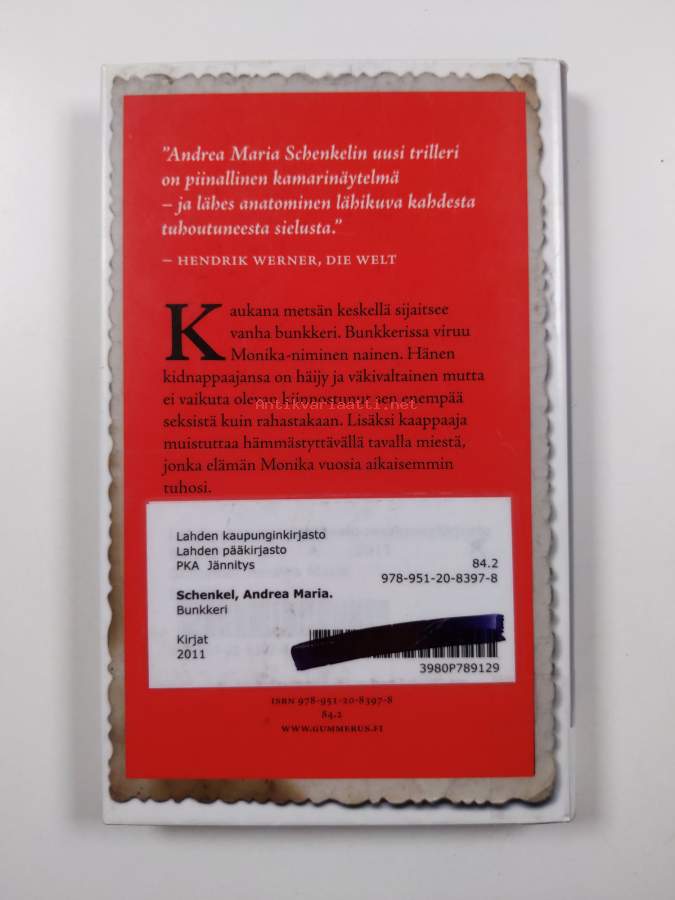 ”Andrea Maria Schenkelin uusi trilleri
on piinallinen kamarinäytelmä
– ja lähes anatominen lähikuva kahdesta
tuhoutuneesta sielusta.”
– HENDRIK WERNER, DIE WELT
Kaukana metsän keskellä sijaitsee
vanha bunkkeri. Bunkkerissa viruu
Monika-niminen nainen. Hänen
kidnappaajansa on häijy ja väkivaltainen mutta
ei vaikuta olevan kiinnostunut sen enempää
Antikvariaatti.net
seksistä kuin rahastakaan. Lisäksi kaappaaja
muistuttaa hämmästyttävällä tavalla miestä,
jonka elämän Monika vuosia aikaisemmin
tuhosi.
Lahden kaupunginkirjasto
Lahden pääkirjasto
PKA Jännitys 84.2
978-951-20-8397-8
Schenkel, Andrea Maria.
Bunkkeri
Kirjat
2011
3980P789129
ISBN 978-951-20-8397-8
84.2
WWW.GUMMERUS.FI